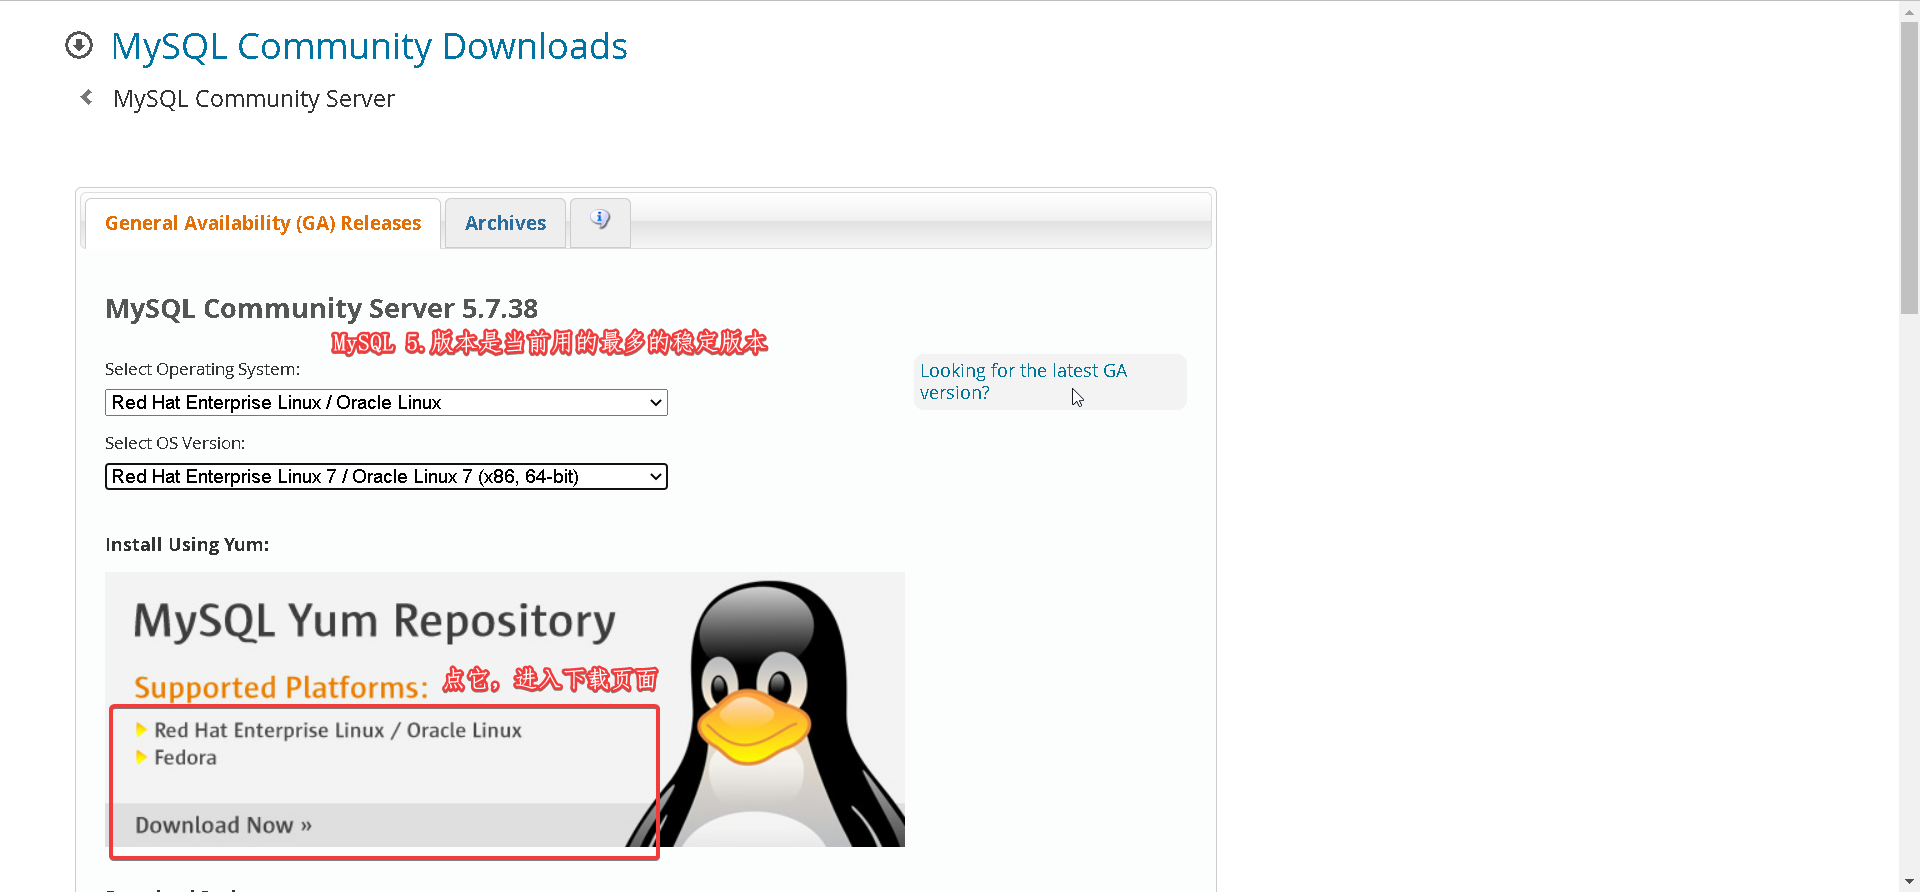 MySQL Community Downloads
MySQL Community Server
General Availability (GA) Releases
Archives
MySQL Community Server 5.7.38
MySQL 5.版本是当前用的最多的稳定版本
Select Operating System:
Looking for the latest GA
version?
Red Hat Enterprise Linux / Oracle Linux
Select OS Version:
Red Hat Enterprise Linux 7 / Oracle Linux 7 (x86, 64-bit)
Install Using Yum:
MySQL Yum Repository
Supported Platforms:
点它，进入下载页面
Red Hat Enterprise Linux / Oracle Linux
Fedora
Download Now »